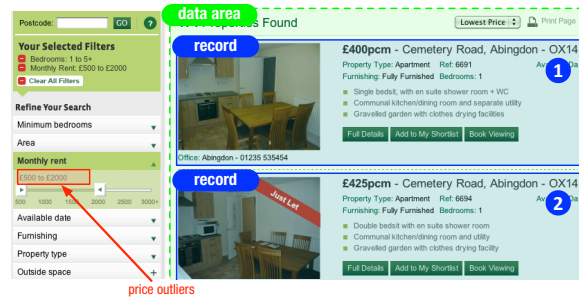 Postcode:
GO
?
Your Selected Filters
Bedrooms: 1 to 5+
Monthly Rent: £500 to £2000
Clear All Filters
Refine Your Search
Minimum bedrooms
Area
Monthly rent
£500 to £2000
500 1000 1500 2000 2500 3000+
Available date
Furnishing
Property type
Outside space
price outliers
data area
Found
Lowest Price
Print Page
record
£400pcm - Cemetery Road, Abingdon - OX14
Property Type: Apartment Ref: 6691
Furnishing: Fully Furnished Bedrooms: 1
1
Single bedsit, with en suite shower room + WC
Communal kitchen/dining room and separate utility
Gravelled garden with clothes drying facilities
Full Details Add to My Shortlist Book Viewing
Office: Abingdon - 01235 535454
record
Just Let
£425pcm - Cemetery Road, Abingdon - OX14
Property Type: Apartment Ref: 6694
Furnishing: Fully Furnished Bedrooms: 1
2
Double bedsit with en suite shower room
Communal kitchen/dining room and utility
Gravelled garden with clothes drying facility
Full Details Add to My Shortlist Book Viewing